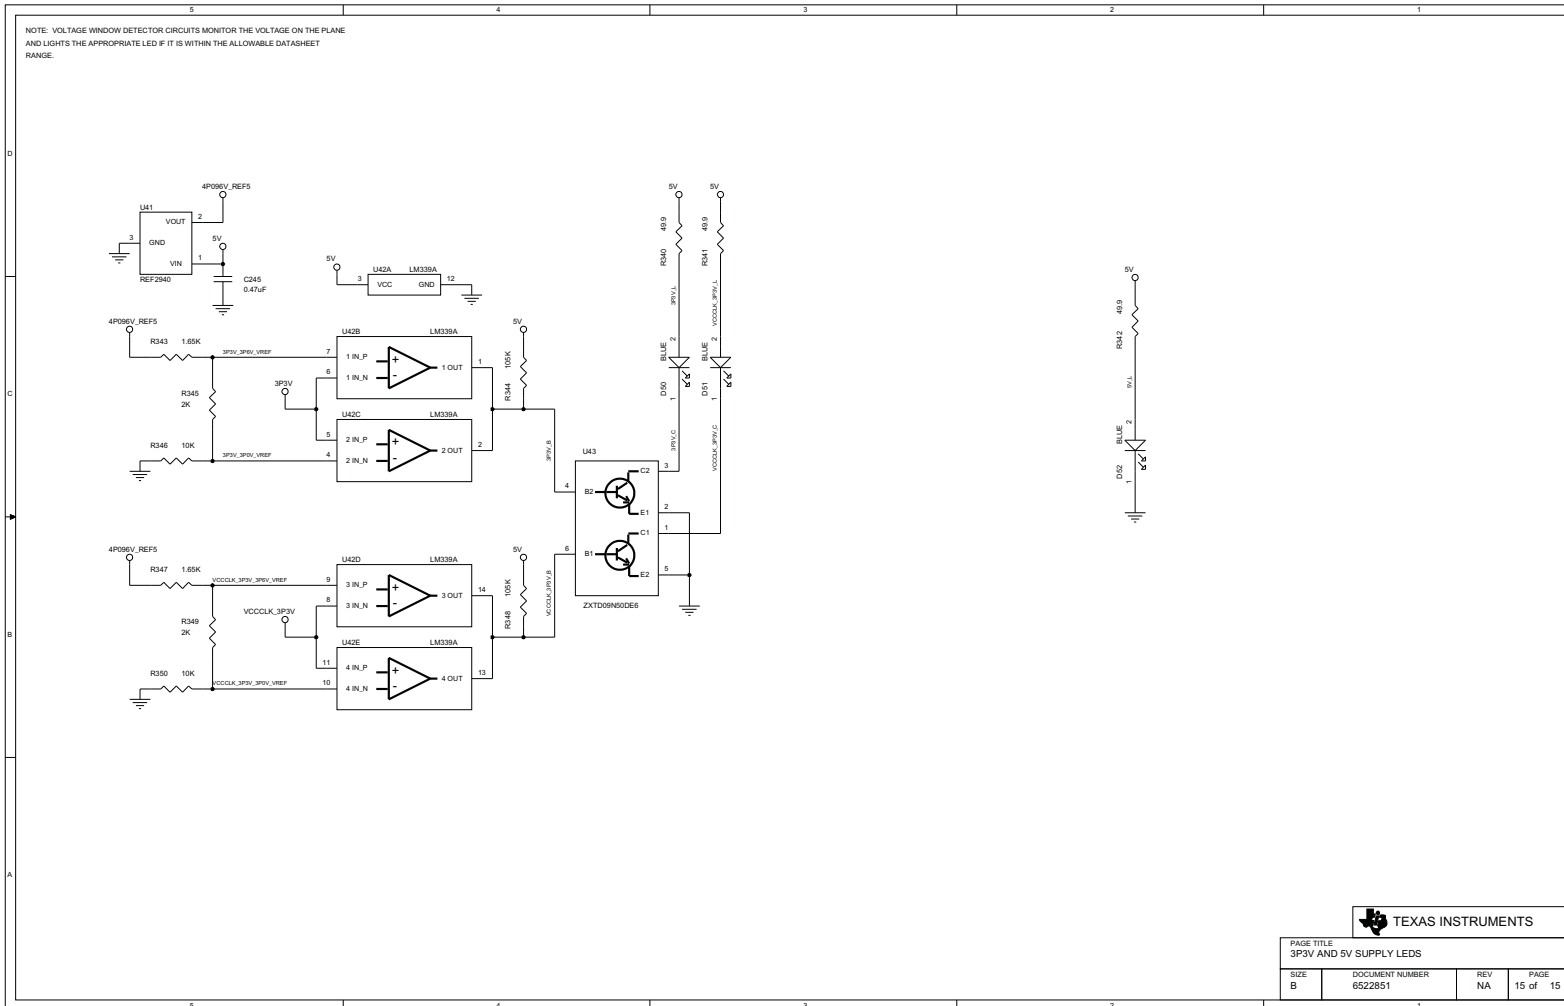 5 4 3 2 1
NOTE: VOLTAGE WINDOW DETECTOR CIRCUITS MONITOR THE VOLTAGE ON THE PLANE
AND LIGHTS THE APPROPRIATE LED IF IT IS WITHIN THE ALLOWABLE DATASHEET
RANGE.
D
C
B
A
4P096V_REF5
U41
VOUT 2
3 GND
5V
VIN 1
REF2940
C245
0.47uF
5V
U42A LM339A
3 VCC GND 12
4P096V_REF5
R343 1.65K
3P3V_3P6V_VREF
R345
2K
3P3V
R346 10K
3P3V_3P0V_VREF
U42B LM339A
7 1 IN_P
6 1 IN_N
+
-
1 OUT 1
U42C LM339A
5 2 IN_P
4 2 IN_N
+
-
2 OUT 2
5V
R344 105K
3P3V_B
4P096V_REF5
R347 1.65K
VCCCLK_3P3V_3P6V_VREF
R349
2K
VCCCLK_3P3V
R350 10K
VCCCLK_3P3V_3P0V_VREF
U42D LM339A
9 3 IN_P
8 3 IN_N
+
-
3 OUT 14
U42E LM339A
11 4 IN_P
10 4 IN_N
+
-
4 OUT 13
5V
R348 105K
VCCCLK_3P3V_B
5V 5V
R340 49.9
R341 49.9
3P3V_L
VCCCLK_3P3V_L
2 2
D50 BLUE
D51 BLUE
1 1
3P3V_C
VCCCLK_3P3V_C
U43
4 B2
C2 3
E1 2
6 B1
C1 1
E2 5
ZXTD09N50DE6
5V
R342 49.9
5V_L
2
D52 BLUE
1
TEXAS INSTRUMENTS
PAGE TITLE
3P3V AND 5V SUPPLY LEDS
SIZE DOCUMENT NUMBER REV PAGE
B 6522851 NA 15 of 15
5 4 3 2 1